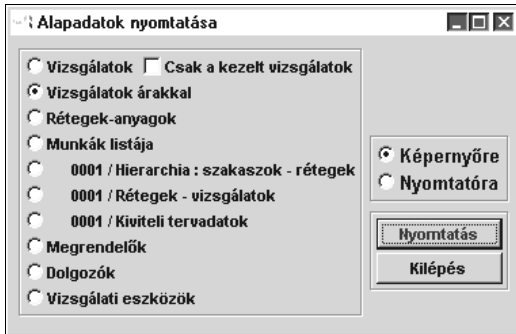 Alapadatok nyomtatása
Vizsgálatok Csak a kezelt vizsgálatok
Vizsgálatok árakkal
Rétegek-anyagok
Munkák listája
0001 / Hierarchia : szakaszok - rétegek
0001 / Rétegek - vizsgálatok
0001 / Kiviteli tervadatok
Megrendelők
Dolgozók
Vizsgálati eszközök
Képernyőre
Nyomtatóra
Nyomtatás
Kilépés